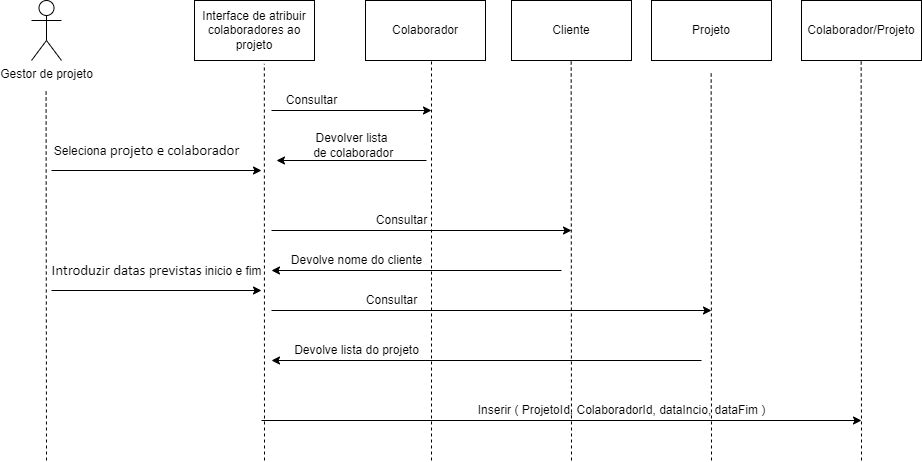 Gestor de projeto
Interface de atribuir
colaboradores ao
projeto
Colaborador
Cliente
Projeto
Colaborador/Projeto
Consultar
Devolver lista
de colaborador
Seleciona projeto e colaborador
Consultar
Devolve nome do cliente
Introduzir datas previstas inicio e fim
Consultar
Devolve lista do projeto
Inserir ( ProjetoId, ColaboradorId, dataIncio, dataFim )